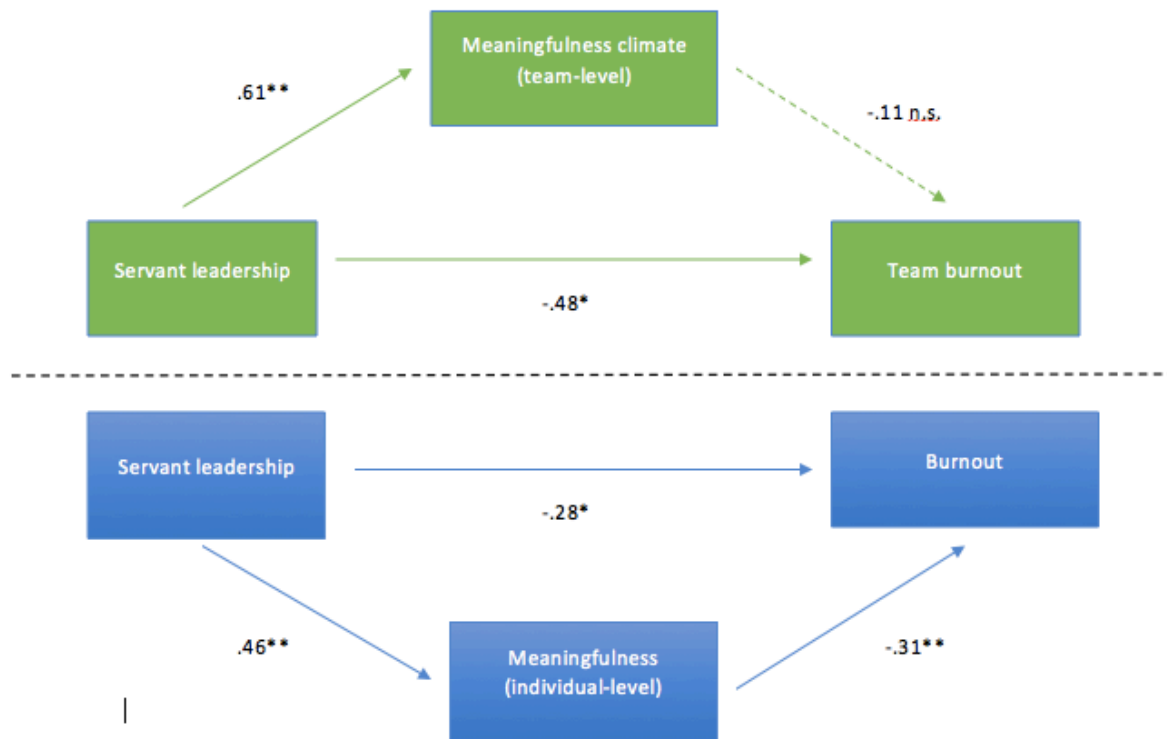 Meaningfulness climate
(team-level)
.61**
-.11 n.s.
Servant leadership
Team burnout
-.48*
Servant leadership
Burnout
-.28*
.46**
-.31**
Meaningfulness
(individual-level)